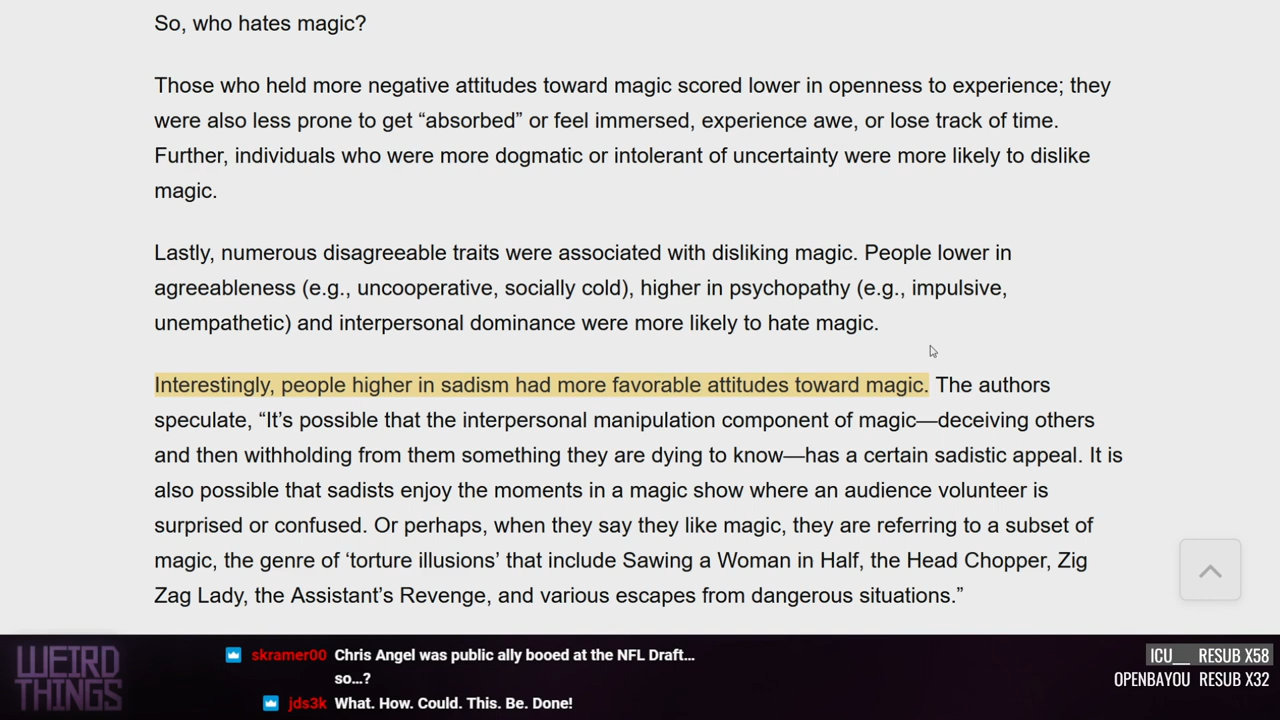 So, who hates magic?
Those who held more negative attitudes toward magic scored lower in openness to experience; they
were also less prone to get “absorbed” or feel immersed, experience awe, or lose track of time.
Further, individuals who were more dogmatic or intolerant of uncertainty were more likely to dislike
magic.
Lastly, numerous disagreeable traits were associated with disliking magic. People lower in
agreeableness (e.g., uncooperative, socially cold), higher in psychopathy (e.g., impulsive,
unempathetic) and interpersonal dominance were more likely to hate magic.
Interestingly, people higher in sadism had more favorable attitudes toward magic. The authors
speculate, “It’s possible that the interpersonal manipulation component of magic—deceiving others
and then withholding from them something they are dying to know—has a certain sadistic appeal. It is
also possible that sadists enjoy the moments in a magic show where an audience volunteer is
surprised or confused. Or perhaps, when they say they like magic, they are referring to a subset of
magic, the genre of ‘torture illusions’ that include Sawing a Woman in Half, the Head Chopper, Zig
Zag Lady, the Assistant’s Revenge, and various escapes from dangerous situations.”
WEIRD
THINGS
skramer00 Chris Angel was public ally booed at the NFL Draft...
so...?
jds3k What. How. Could. This. Be. Done!
ICU__ RESUB X58
OPENBAYOU RESUB X32